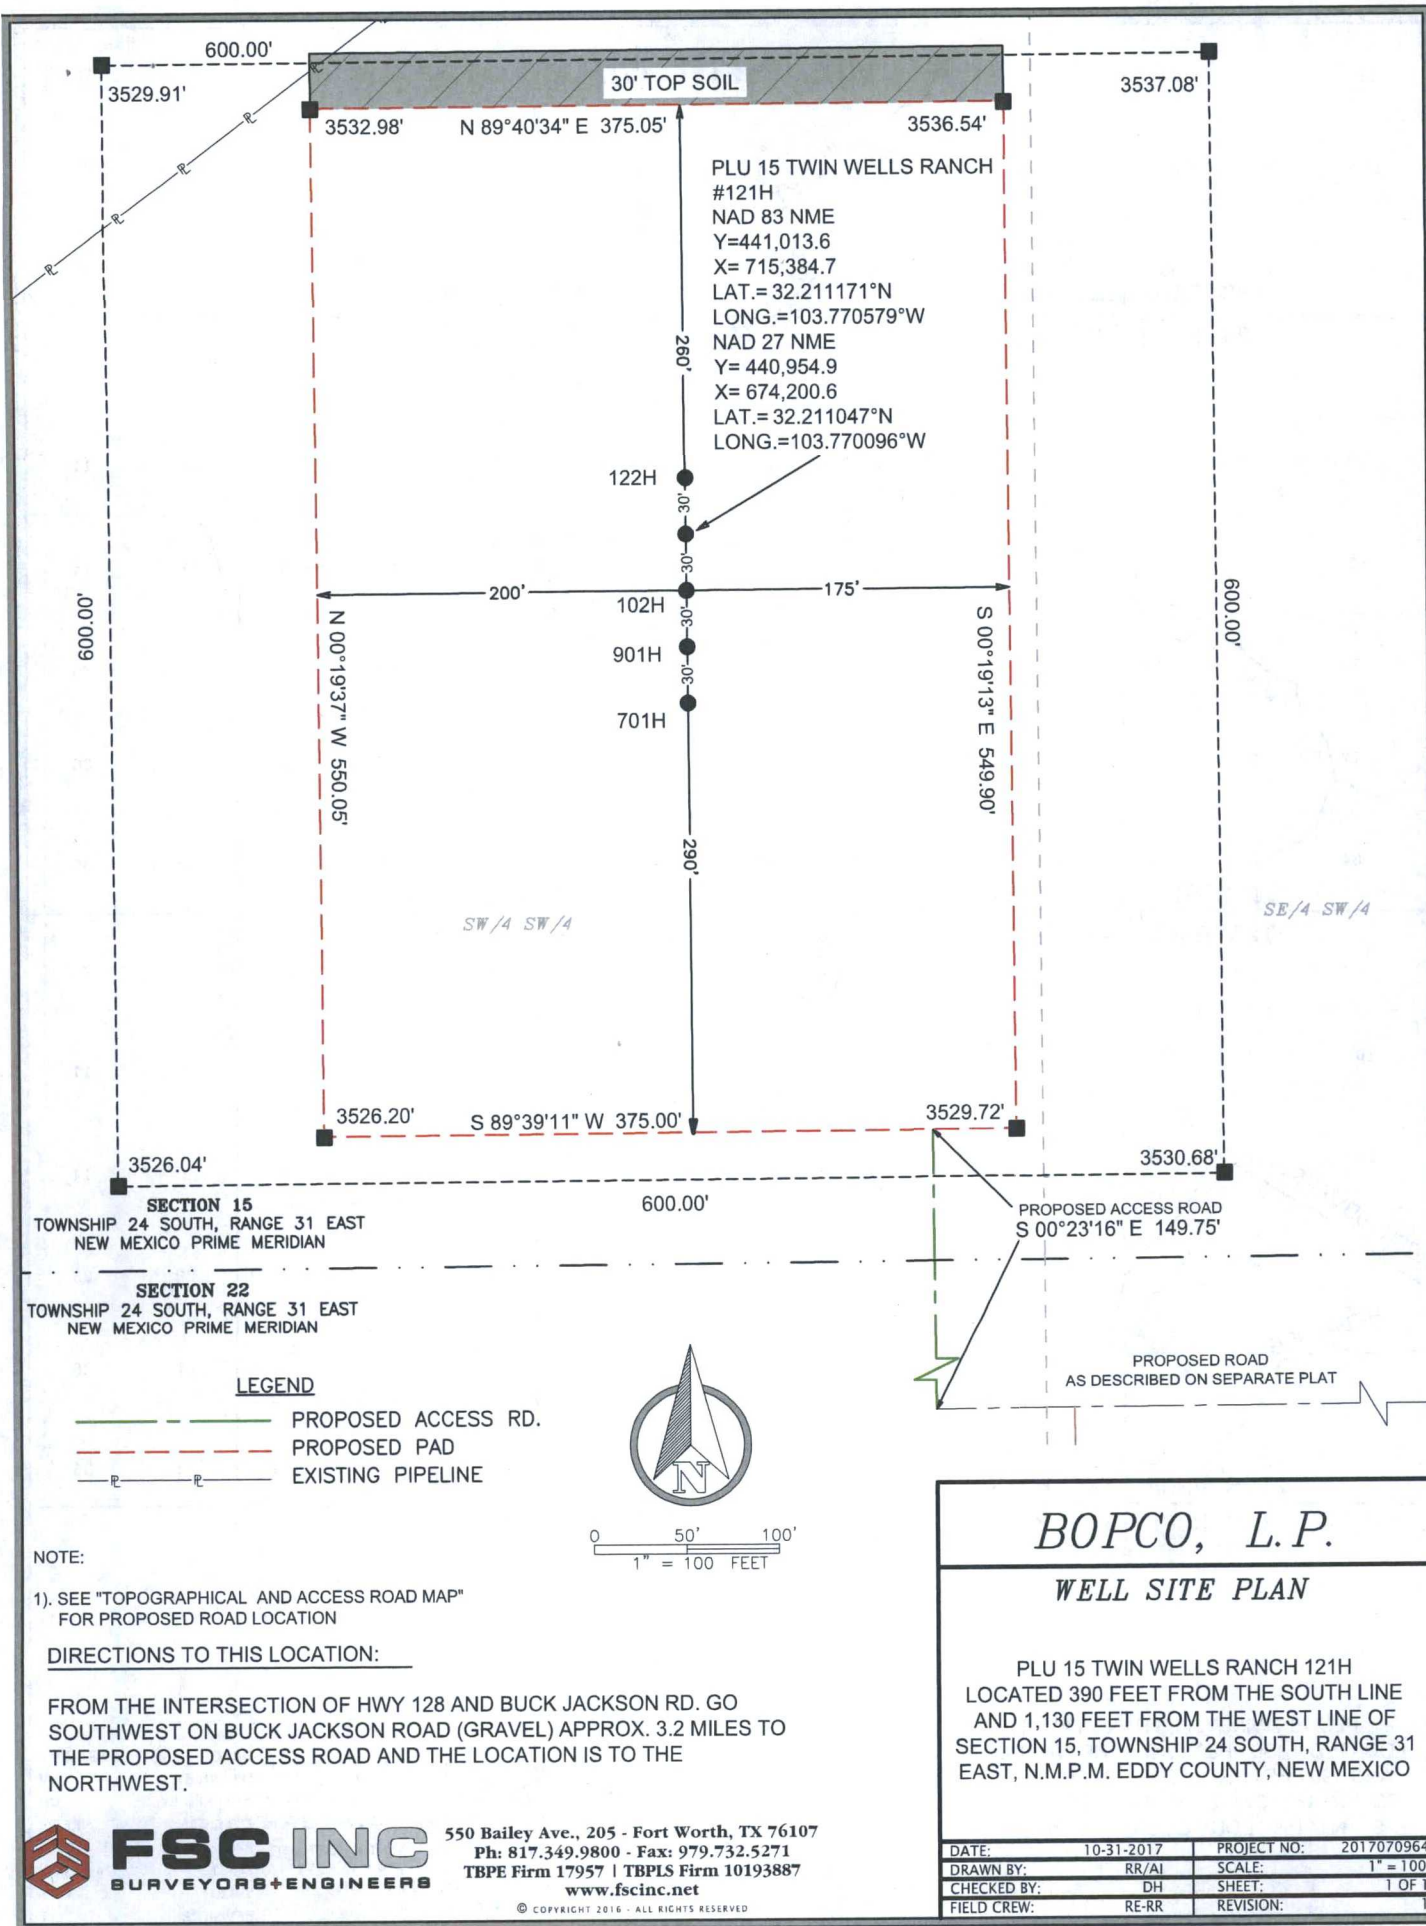 600.00'
3529.91'
3537.08'
30' TOP SOIL
3532.98'
N 89°40'34" E 375.05'
3536.54'
PLU 15 TWIN WELLS RANCH
#121H
NAD 83 NME
Y=441,013.6
X= 715,384.7
LAT.= 32.211171°N
LONG.=103.770579°W
NAD 27 NME
Y= 440,954.9
X= 674,200.6
LAT.= 32.211047°N
LONG.=103.770096°W
260'
122H
30'
30'
200'
175'
102H
30'
901H
30'
701H
600.00'
N 00°19'37" W 550.05'
S 00°19'13" E 549.90'
600.00'
290'
SW/4 SW/4
SE/4 SW/4
3526.20'
S 89°39'11" W 375.00'
3529.72'
3526.04'
3530.68'
600.00'
SECTION 15
TOWNSHIP 24 SOUTH, RANGE 31 EAST
NEW MEXICO PRIME MERIDIAN
PROPOSED ACCESS ROAD
S 00°23'16" E 149.75'
SECTION 22
TOWNSHIP 24 SOUTH, RANGE 31 EAST
NEW MEXICO PRIME MERIDIAN
PROPOSED ROAD
AS DESCRIBED ON SEPARATE PLAT
LEGEND
PROPOSED ACCESS RD.
PROPOSED PAD
EXISTING PIPELINE
N
0 50' 100'
1" = 100 FEET
NOTE:
1). SEE "TOPOGRAPHICAL AND ACCESS ROAD MAP"
FOR PROPOSED ROAD LOCATION
DIRECTIONS TO THIS LOCATION:
FROM THE INTERSECTION OF HWY 128 AND BUCK JACKSON RD. GO
SOUTHWEST ON BUCK JACKSON ROAD (GRAVEL) APPROX. 3.2 MILES TO
THE PROPOSED ACCESS ROAD AND THE LOCATION IS TO THE
NORTHWEST.
BOPCO, L.P.
WELL SITE PLAN
PLU 15 TWIN WELLS RANCH 121H
LOCATED 390 FEET FROM THE SOUTH LINE
AND 1,130 FEET FROM THE WEST LINE OF
SECTION 15, TOWNSHIP 24 SOUTH, RANGE 31
EAST, N.M.P.M. EDDY COUNTY, NEW MEXICO
DATE: 10-31-2017 PROJECT NO: 2017070964
DRAWN BY: RR/AI SCALE: 1" = 100
CHECKED BY: DH SHEET: 1 OF 1
FIELD CREW: RE-RR REVISION:
FSC INC
SURVEYORS+ENGINEERS
550 Bailey Ave., 205 - Fort Worth, TX 76107
Ph: 817.349.9800 - Fax: 979.732.5271
TBPE Firm 17957 | TBPLS Firm 10193887
www.fscinc.net
© COPYRIGHT 2016 - ALL RIGHTS RESERVED